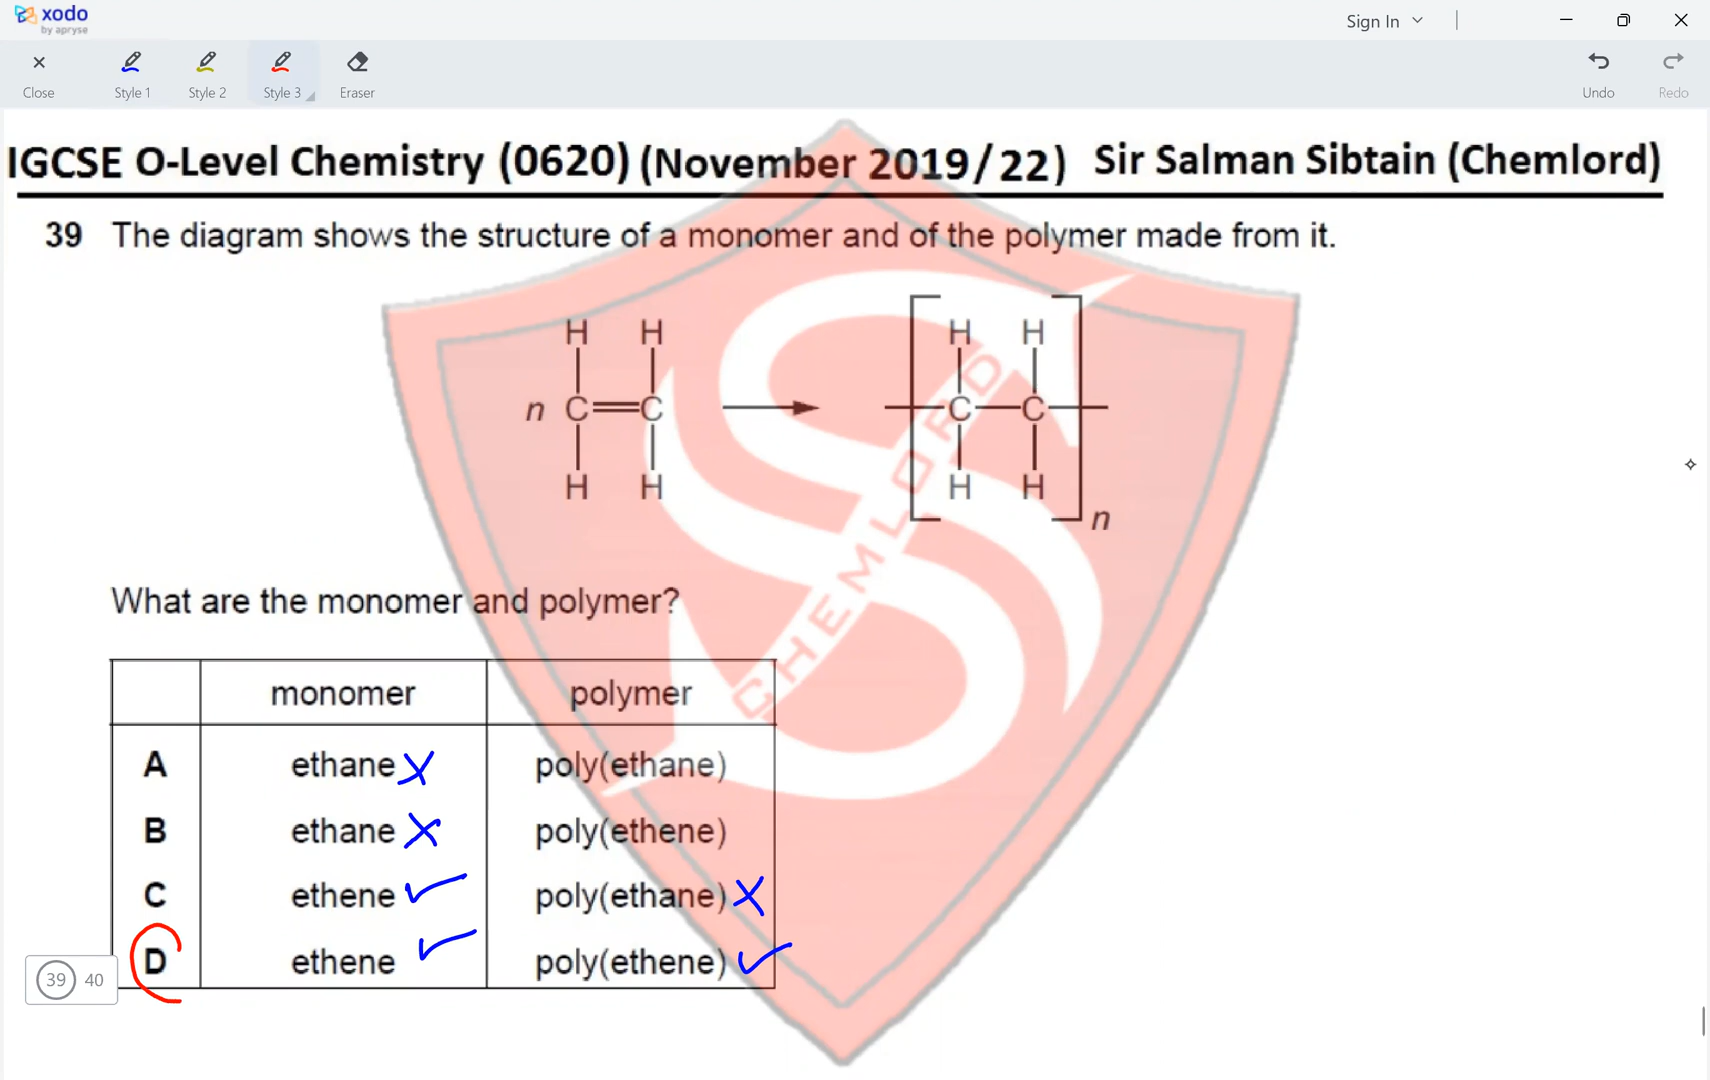 xodo
by apryse
Sign In
Close
Style 1
Style 2
Style 3
Eraser
Undo
Redo
IGCSE O-Level Chemistry (0620) (November 2019/22) Sir Salman Sibtain (Chemlord)
39 The diagram shows the structure of a monomer and of the polymer made from it.
H H H H
n C C C C
H H H H
n
CHEMLORD
What are the monomer and polymer?
monomer polymer
A ethane poly(ethane)
B ethane poly(ethene)
C ethene poly(ethane)
D ethene poly(ethene)
39 40